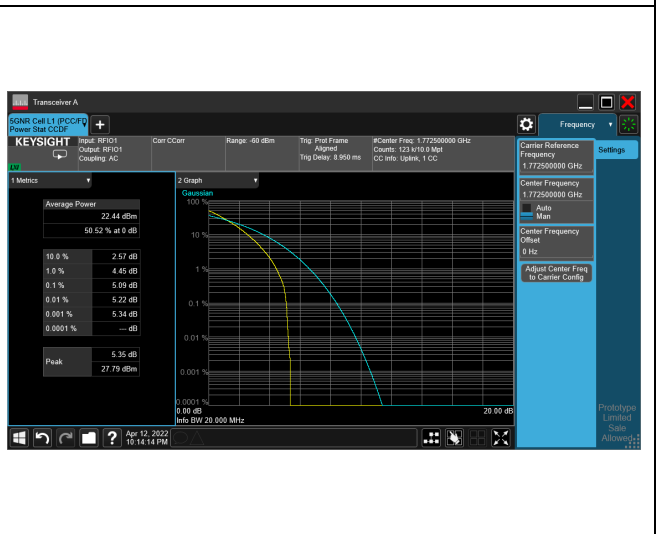 Transceiver A
5GNR Cell L1 (PCC/FD
Power Stat CCDF
+
Frequency
KEYSIGHT
Input: RFIO1
Output: RFIO1
Coupling: AC
Corr CCorr
Range: -60 dBm
Trig: Prot Frame
Aligned
Trig Delay: 8.950 ms
#Center Freq: 1.772500000 GHz
Counts: 123 k/10.0 Mpt
CC Info: Uplink, 1 CC
1 Metrics
Average Power
22.44 dBm
50.52 % at 0 dB
10.0 % 2.57 dB
1.0 % 4.45 dB
0.1 % 5.09 dB
0.01 % 5.22 dB
0.001 % 5.34 dB
0.0001 % --- dB
Peak
5.35 dB
27.79 dBm
2 Graph
Gaussian
100 %
10 %
1 %
0.1 %
0.01 %
0.001 %
0.0001 %
0.00 dB 20.00 dB
Info BW 20.000 MHz
Carrier Reference
Frequency
1.772500000 GHz
Center Frequency
1.772500000 GHz
Auto
Man
Center Frequency
Offset
0 Hz
Adjust Center Freq
to Carrier Config
Settings
Prototype
Limited
Sale
Allowed
?
Apr 12, 2022
10:14:14 PM